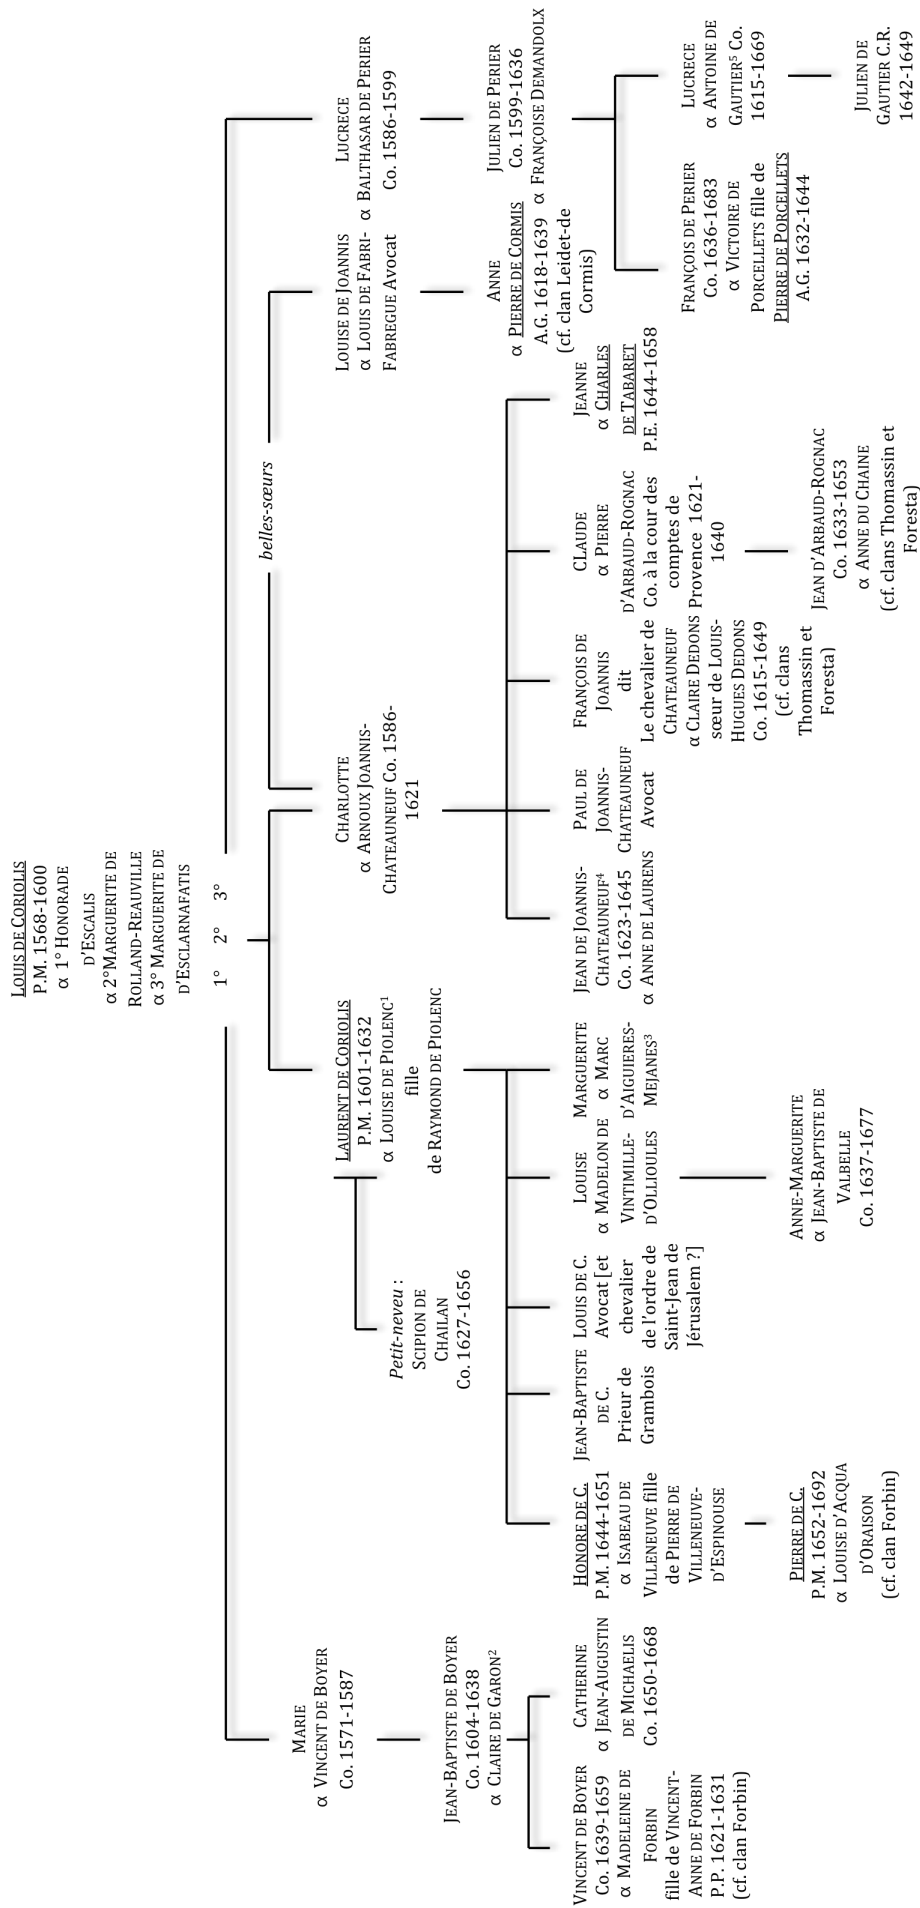 LOUIS DE CORIOLIS
P.M. 1568-1600
α 1° HONORADE
D'ESCALIS
α 2°MARGUERITE DE
ROLLAND-REAUVILLE
α 3° MARGUERITE DE
D'ESCLARNAFATIS
1° 2° 3°
belles-sœurs
MARIE
α VINCENT DE BOYER
Co. 1571-1587
LAURENT DE CORIOLIS
P.M. 1601-1632
α LOUISE DE PIOLENC¹
fille
de RAYMOND DE PIOLENC
CHARLOTTE
α ARNOUX JOANNIS-
CHATEAUNEUF Co. 1586-
1621
LOUISE DE JOANNIS
α LOUIS DE FABRI-
FABREGUE Avocat
LUCRECE
α BALTHASAR DE PERIER
Co. 1586-1599
Petit-neveu :
SCIPION DE
CHAILAN
Co. 1627-1656
JEAN-BAPTISTE DE BOYER
Co. 1604-1638
α CLAIRE DE GARON²
ANNE
α PIERRE DE CORMIS
A.G. 1618-1639
(cf. clan Leidet-de
Cormis)
JULIEN DE PERIER
Co. 1599-1636
α FRANÇOISE DEMANDOLX
VINCENT DE BOYER
Co. 1639-1659
α MADELEINE DE
FORBIN
fille de VINCENT-
ANNE DE FORBIN
P.P. 1621-1631
(cf. clan Forbin)
CATHERINE
α JEAN-AUGUSTIN
DE MICHAELIS
Co. 1650-1668
HONORE DE C.
P.M. 1644-1651
α ISABEAU DE
VILLENEUVE fille
de PIERRE DE
VILLENEUVE-
D'ESPINOUSE
JEAN-BAPTISTE
DE C.
Prieur de
Grambois
LOUIS DE C.
Avocat [et
chevalier
de l'ordre de
Saint-Jean de
Jérusalem ?]
LOUISE
α MADELON DE
VINTIMILLE-
D'OLLIOULES
MARGUERITE
α MARC
D'AIGUIERES-
MEJANES³
JEAN DE JOANNIS-
CHATEAUNEUF⁴
Co. 1623-1645
α ANNE DE LAURENS
PAUL DE
JOANNIS-
CHATEAUNEUF
Avocat
FRANÇOIS DE
JOANNIS
dit
Le chevalier de
CHATEAUNEUF
α CLAIRE DEDONS
sœur de LOUIS-
HUGUES DEDONS
Co. 1615-1649
(cf. clans
Thomassin et
Foresta)
CLAUDE
α PIERRE
D'ARBAUD-ROGNAC
Co. à la cour des
comptes de
Provence 1621-
1640
JEANNE
α CHARLES
DE TABARET
P.E. 1644-1658
FRANÇOIS DE PERIER
Co. 1636-1683
α VICTOIRE DE
PORCELLETS fille de
PIERRE DE PORCELLETS
A.G. 1632-1644
LUCRECE
α ANTOINE DE
GAUTIER⁵ Co.
1615-1669
PIERRE DE C.
P.M. 1652-1692
α LOUISE D'ACQUA
D'ORAISON
(cf. clan Forbin)
ANNE-MARGUERITE
α JEAN-BAPTISTE DE
VALBELLE
Co. 1637-1677
JEAN D'ARBAUD-ROGNAC
Co. 1633-1653
α ANNE DU CHAINE
(cf. clans Thomassin et
Foresta)
JULIEN DE
GAUTIER C.R.
1642-1649